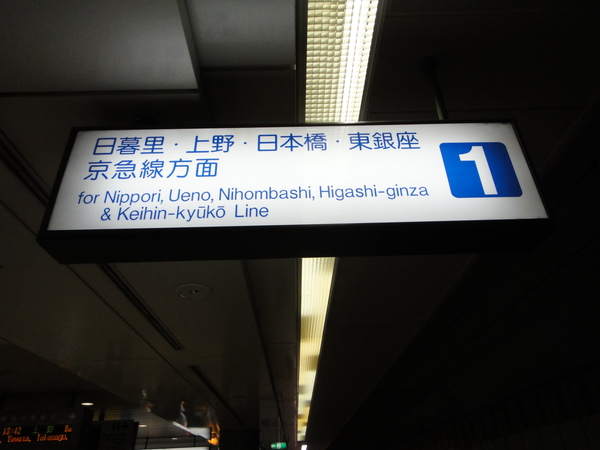 日暮里・上野・日本橋・東銀座
京急線方面
for Nippori, Ueno, Nihombashi, Higashi-ginza
& Keihin-kyūkō Line
1